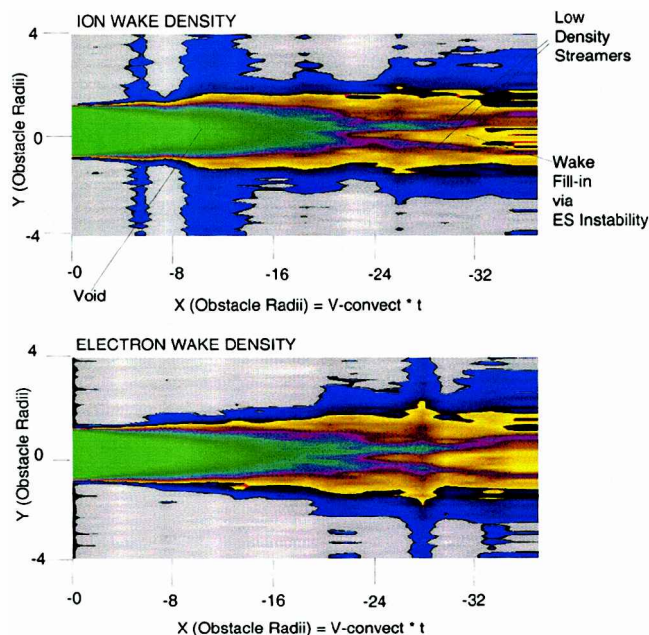 ION WAKE DENSITY
Low
Density
Streamers
4
0
-4
Y (Obstacle Radii)
Wake
Fill-in
via
ES Instability
-0
-8
-16
-24
-32
Void
X (Obstacle Radii) = V-convect * t
ELECTRON WAKE DENSITY
4
0
-4
Y (Obstacle Radii)
-0
-8
-16
-24
-32
X (Obstacle Radii) = V-convect * t